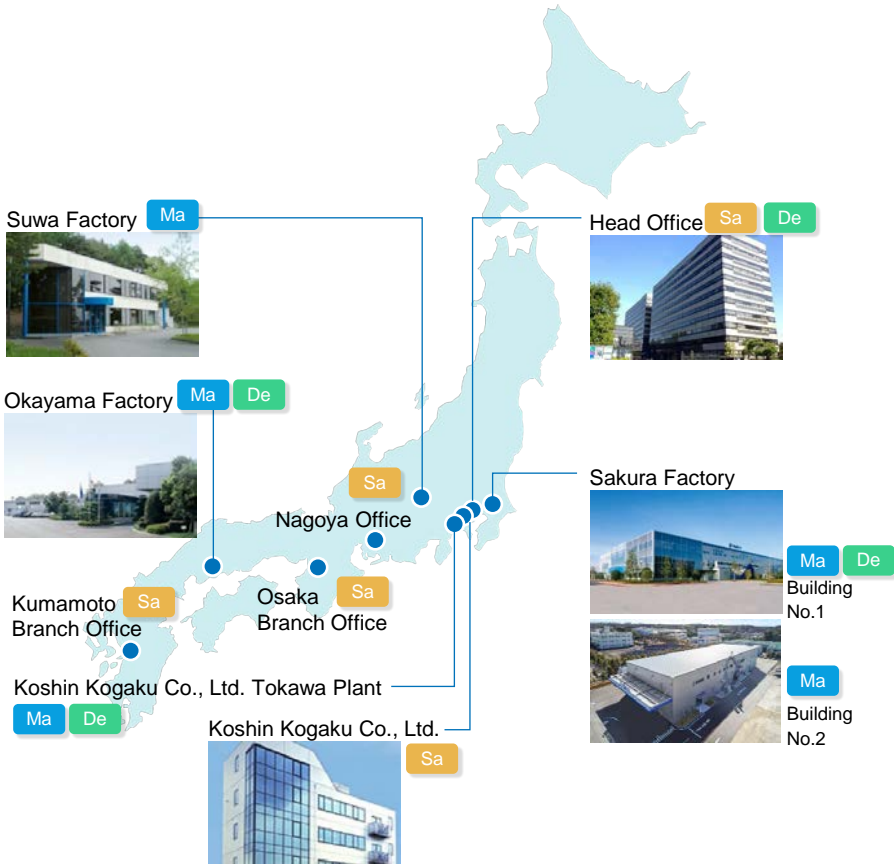 Suwa Factory Ma
Head Office Sa De
Okayama Factory Ma De
Sa
Nagoya Office
Sakura Factory
Ma De
Building
No.1
Kumamoto Sa
Branch Office
Osaka Sa
Branch Office
Koshin Kogaku Co., Ltd. Tokawa Plant
Ma De
Ma
Building
No.2
Koshin Kogaku Co., Ltd.
Sa